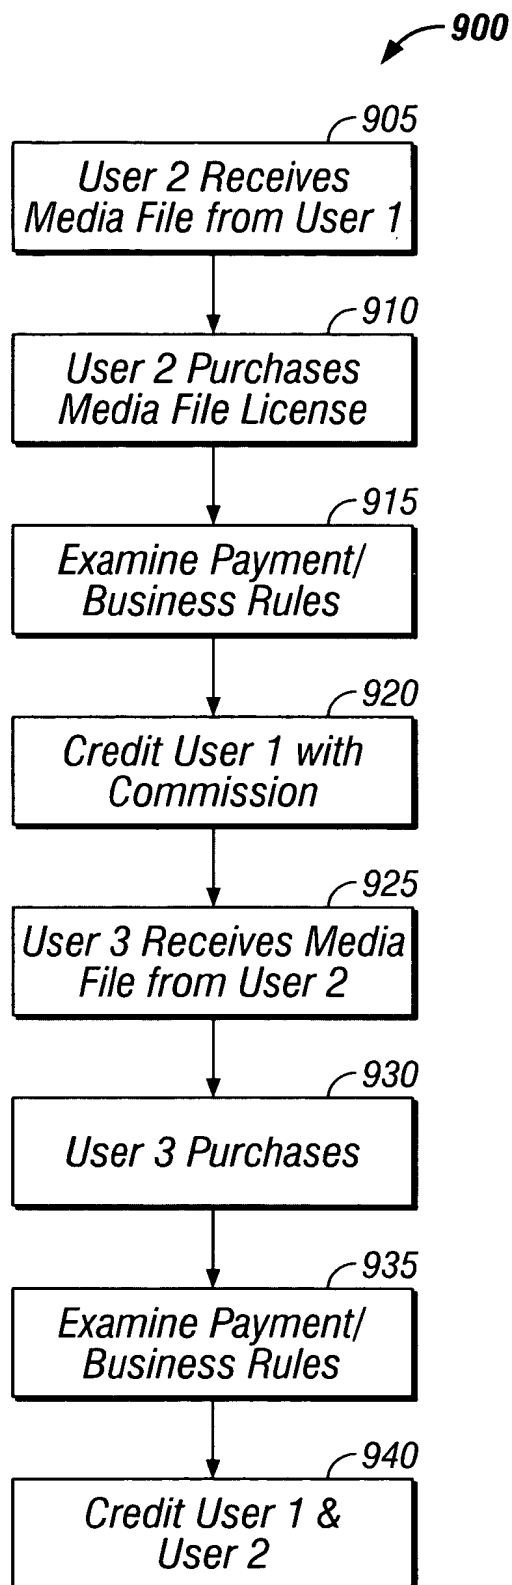 900
905
User 2 Receives
Media File from User 1
910
User 2 Purchases
Media File License
915
Examine Payment/
Business Rules
920
Credit User 1 with
Commission
925
User 3 Receives Media
File from User 2
930
User 3 Purchases
935
Examine Payment/
Business Rules
940
Credit User 1 &
User 2